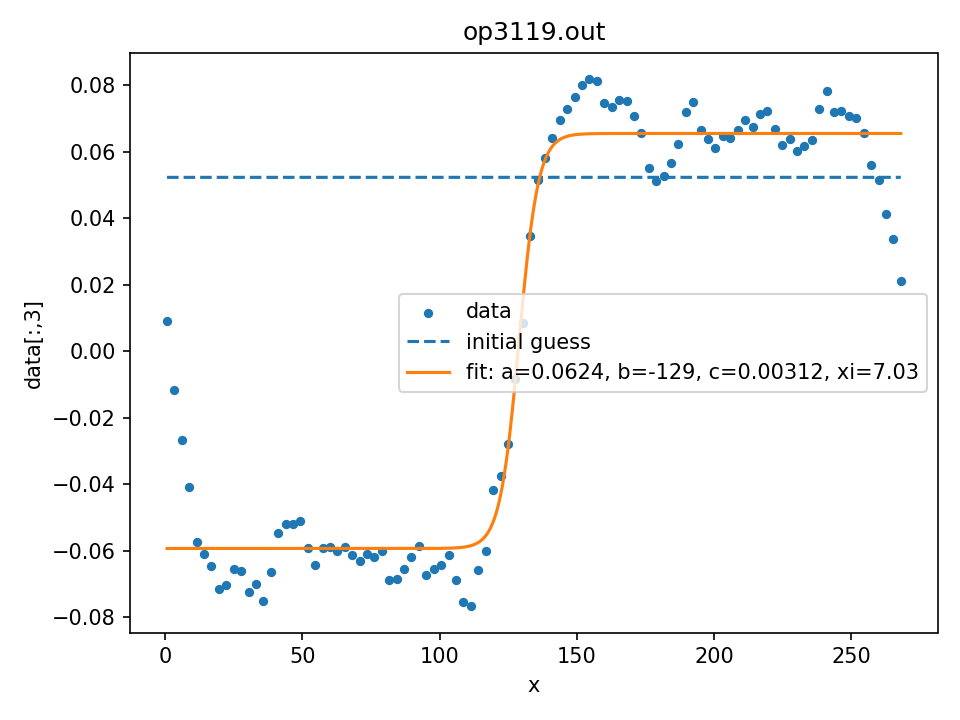 op3119.out
0.08
0.06
0.04
0.02
0.00
−0.02
−0.04
−0.06
−0.08
data[:,3]
data
initial guess
fit: a=0.0624, b=-129, c=0.00312, xi=7.03
0 50 100 150 200 250
x